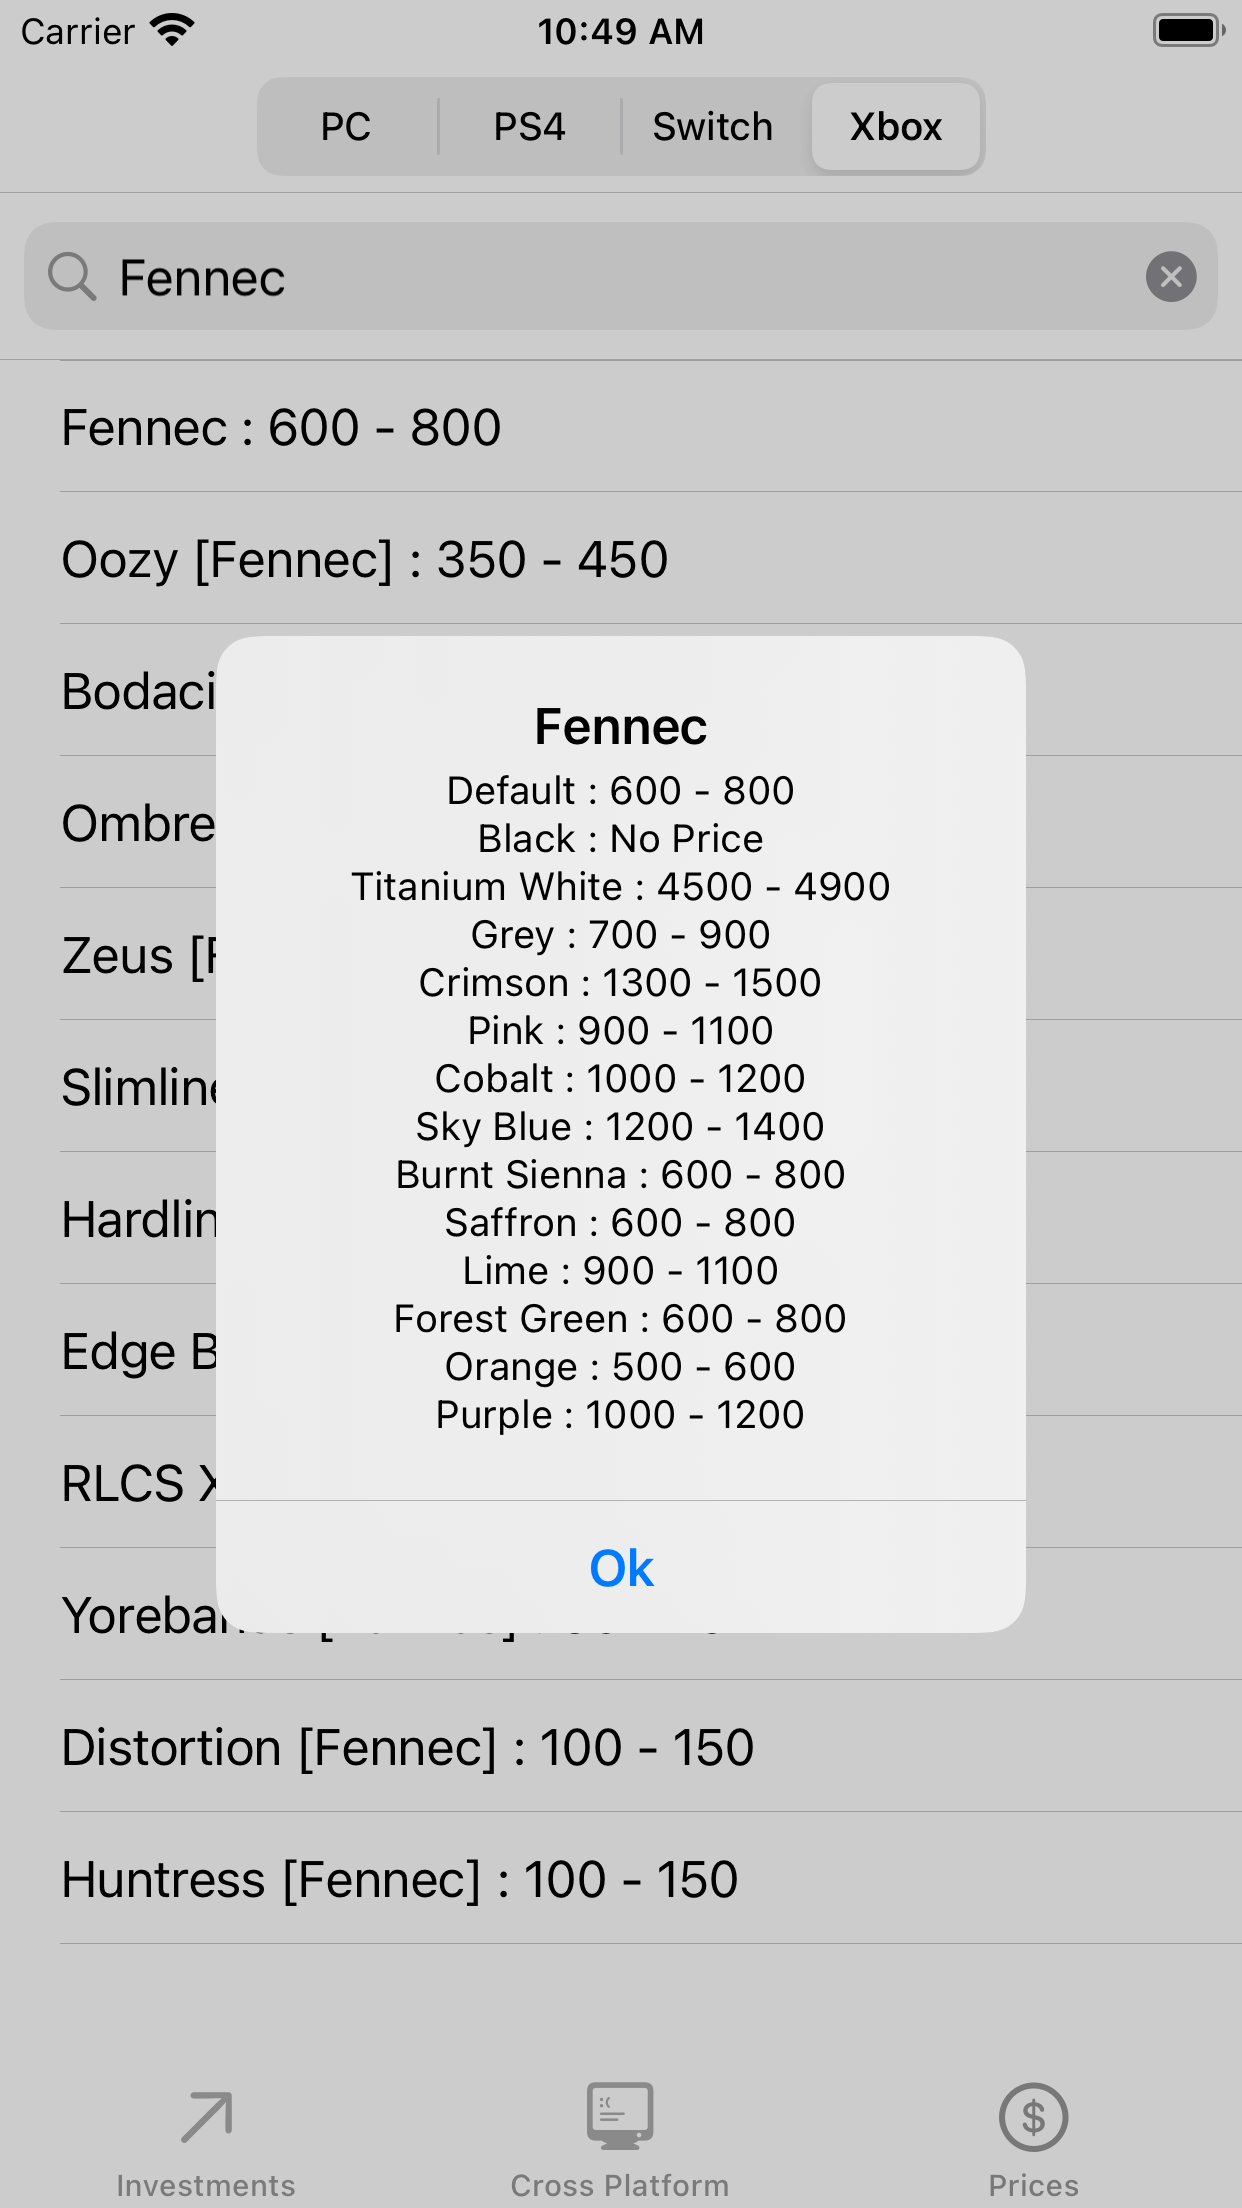 Carrier 10:49 AM
PC PS4 Switch Xbox
Fennec
Fennec : 600 - 800
Oozy [Fennec] : 350 - 450
Fennec
Default : 600 - 800
Black : No Price
Titanium White : 4500 - 4900
Grey : 700 - 900
Crimson : 1300 - 1500
Pink : 900 - 1100
Cobalt : 1000 - 1200
Sky Blue : 1200 - 1400
Burnt Sienna : 600 - 800
Saffron : 600 - 800
Lime : 900 - 1100
Forest Green : 600 - 800
Orange : 500 - 600
Purple : 1000 - 1200
Ok
Bodaci
Ombre
Zeus [F
Slimline
Hardlin
Edge B
RLCS X
Distortion [Fennec] : 100 - 150
Huntress [Fennec] : 100 - 150
Investments Cross Platform Prices